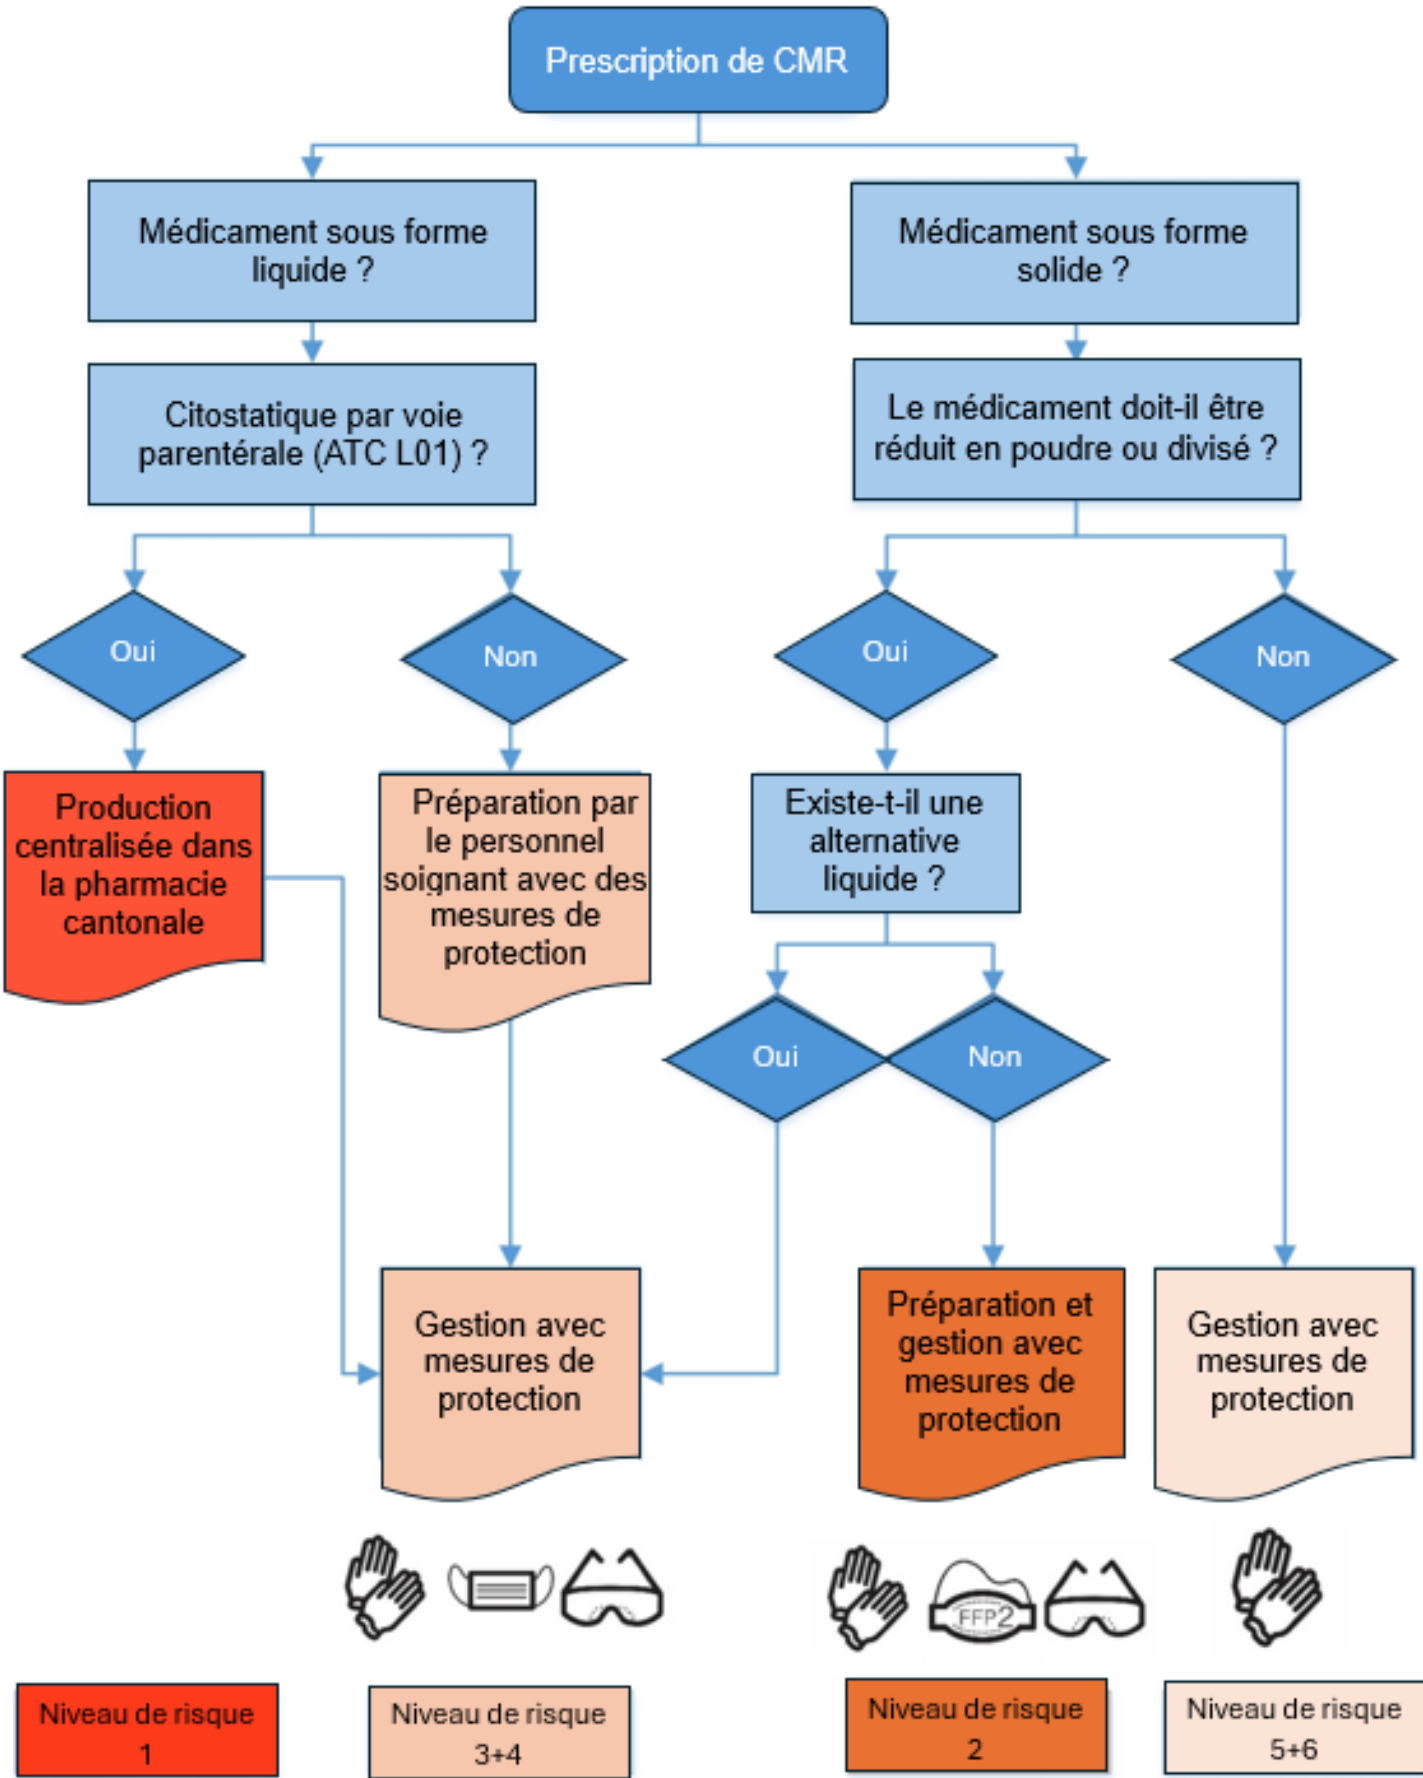 Prescription de CMR
Médicament sous forme
liquide ?
Médicament sous forme
solide ?
Citostatique par voie
parentérale (ATC L01) ?
Le médicament doit-il être
réduit en poudre ou divisé ?
Oui
Non
Oui
Non
Production
centralisée dans
la pharmacie
cantonale
Préparation par
le personnel
soignant avec des
mesures de
protection
Existe-t-il une
alternative
liquide ?
Oui
Non
Gestion avec
mesures de
protection
Préparation et
gestion avec
mesures de
protection
Gestion avec
mesures de
protection
FFP2
Niveau de risque
1
Niveau de risque
3+4
Niveau de risque
2
Niveau de risque
5+6